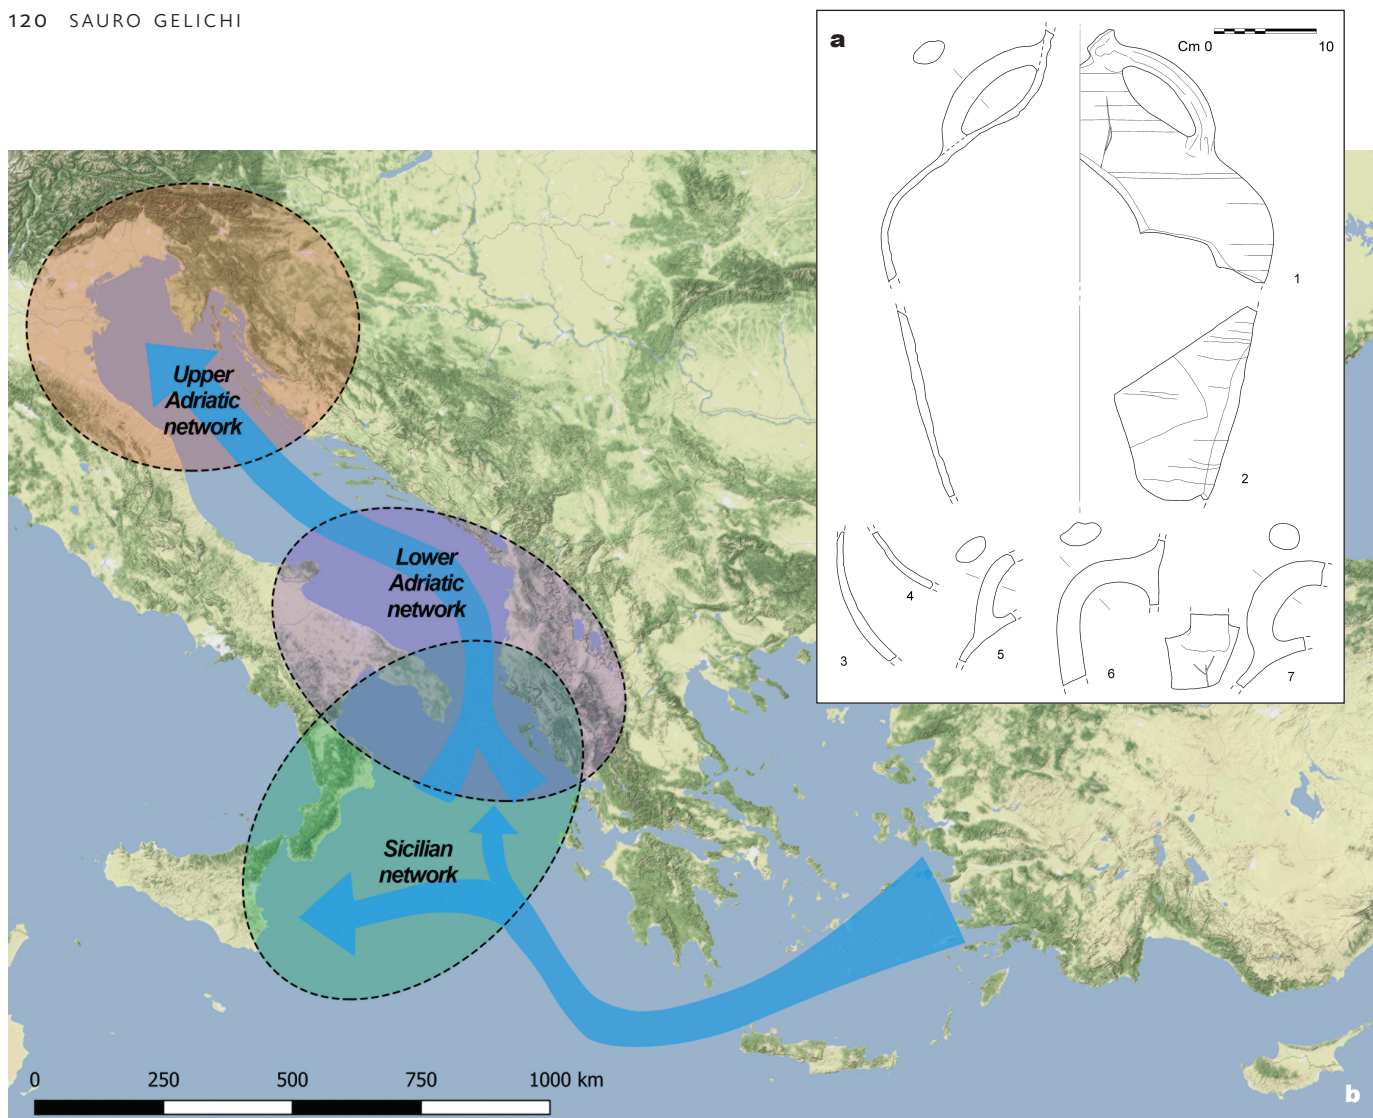 120 SAURO GELICHI
a
Cm 0 10
1
2
3
4
5
6
7
Upper
Adriatic
network
Lower
Adriatic
network
Sicilian
network
0 250 500 750 1000 km
b